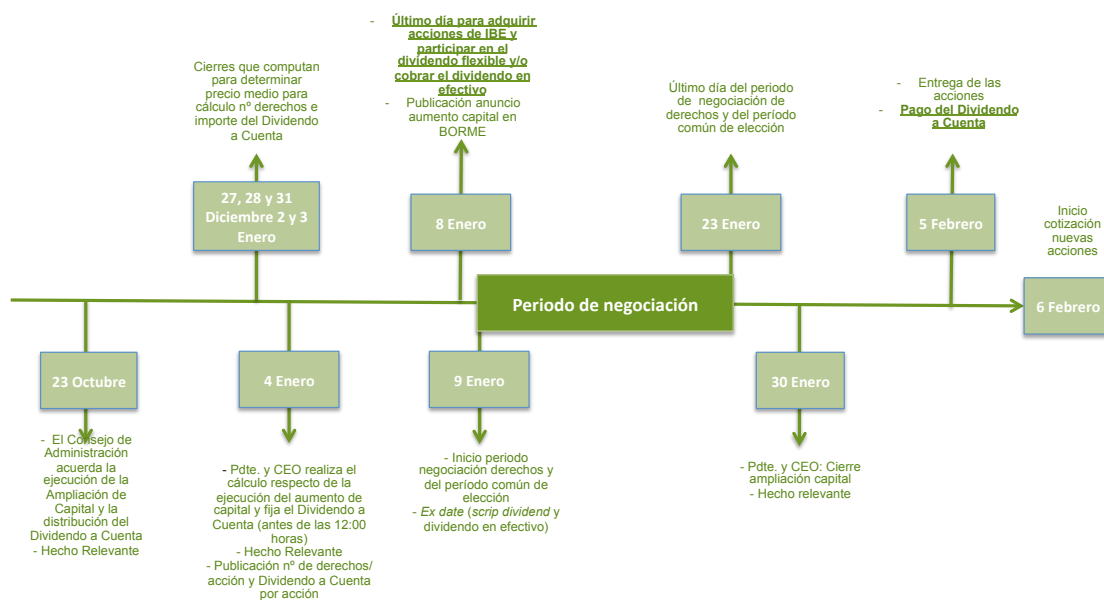 - Último día para adquirir
acciones de IBE y
participar en el
dividendo flexible y/o
cobrar el dividendo en
efectivo
- Publicación anuncio
aumento capital en
BORME
Cierres que computan
para determinar
precio medio para
cálculo nº derechos e
importe del Dividendo
a Cuenta
Último día del periodo
de negociación de
derechos y del período
común de elección
- Entrega de las
acciones
- Pago del Dividendo
a Cuenta
27, 28 y 31
Diciembre 2 y 3
Enero
8 Enero
23 Enero
5 Febrero
Inicio
cotización
nuevas
acciones
Periodo de negociación
6 Febrero
23 Octubre
4 Enero
9 Enero
30 Enero
- El Consejo de
Administración
acuerda la
ejecución de la
Ampliación de
Capital y la
distribución del
Dividendo a Cuenta
- Hecho Relevante
- Pdte. y CEO realiza el
cálculo respecto de la
ejecución del aumento de
capital y fija el Dividendo a
Cuenta (antes de las 12:00
horas)
- Hecho Relevante
- Publicación nº de derechos/
acción y Dividendo a Cuenta
por acción
- Inicio periodo
negociación derechos y
del período común de
elección
- Ex date (scrip dividend y
dividendo en efectivo)
- Pdte. y CEO: Cierre
ampliación capital
- Hecho relevante